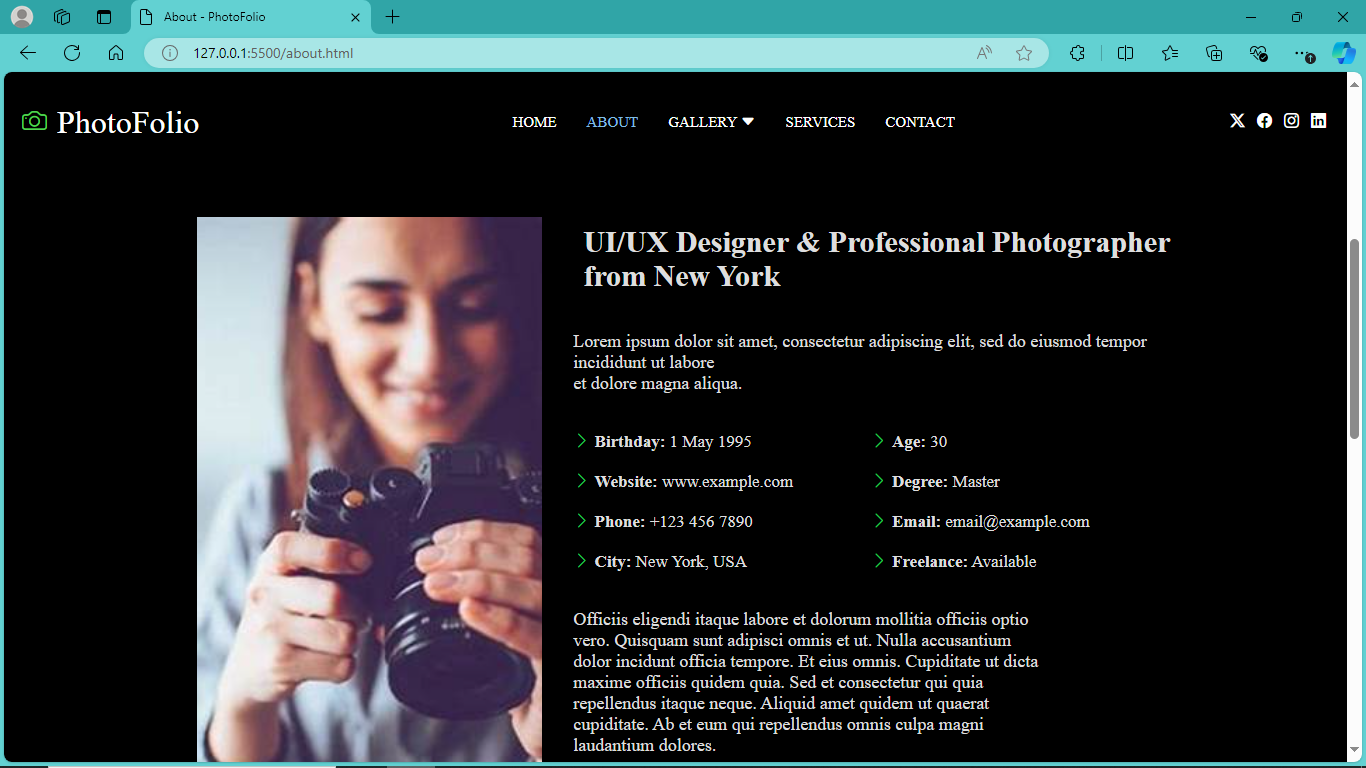 About - PhotoFolio
127.0.0.1:5500/about.html
PhotoFolio
HOME ABOUT GALLERY SERVICES CONTACT
UI/UX Designer & Professional Photographer
from New York
Lorem ipsum dolor sit amet, consectetur adipiscing elit, sed do eiusmod tempor
incididunt ut labore
et dolore magna aliqua.
Birthday: 1 May 1995 Age: 30
Website: www.example.com Degree: Master
Phone: +123 456 7890 Email: email@example.com
City: New York, USA Freelance: Available
Officiis eligendi itaque labore et dolorum mollitia officiis optio
vero. Quisquam sunt adipisci omnis et ut. Nulla accusantium
dolor incidunt officia tempore. Et eius omnis. Cupiditate ut dicta
maxime officiis quidem quia. Sed et consectetur qui quia
repellendus itaque neque. Aliquid amet quidem ut quaerat
cupiditate. Ab et eum qui repellendus omnis culpa magni
laudantium dolores.